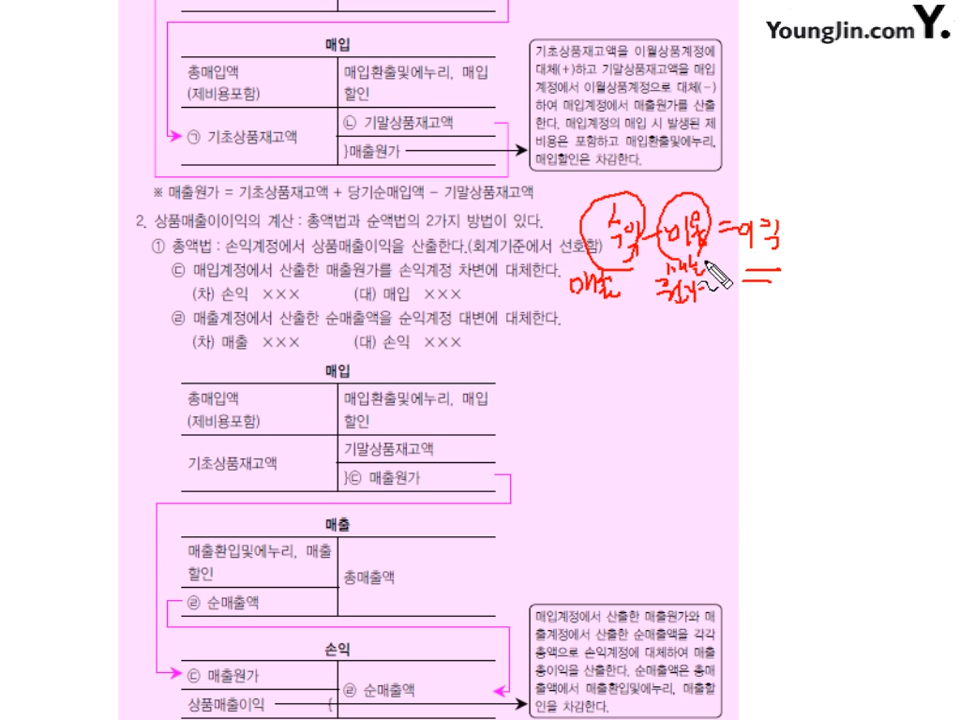 YoungJin.com Y.
매입
총매입액
(제비용포함)
매입환출및에누리, 매입
할인
㉠ 기초상품재고액
㉡ 기말상품재고액
}매출원가
기초상품재고액을 이월상품계정에
대체(+)하고 기말상품재고액을 매입
계정에서 이월상품계정으로 대체(-)
하여 매입계정에서 매출원가를 산출
한다. 매입계정의 매입 시 발생된 제
비용은 포함하고 매입환출및에누리,
매입할인은 차감한다.
※ 매출원가 = 기초상품재고액 + 당기순매입액 - 기말상품재고액
2. 상품매출이이익의 계산 : 총액법과 순액법의 2가지 방법이 있다.
수익 - 비용 = 이익
① 총액법 : 손익계정에서 상품매출이익을 산출한다.(회계기준에서 선호함)
㉢ 매입계정에서 산출한 매출원가를 손익계정 차변에 대체한다.
매출
원가
(차) 손익 ××× (대) 매입 ×××
㉣ 매출계정에서 산출한 순매출액을 순익계정 대변에 대체한다.
(차) 매출 ××× (대) 손익 ×××
매입
총매입액
(제비용포함)
매입환출및에누리, 매입
할인
기초상품재고액
기말상품재고액
}㉢ 매출원가
매출
매출환입및에누리, 매출
할인
총매출액
㉣ 순매출액
손익
㉢ 매출원가
㉣ 순매출액
상품매출이익 {
매입계정에서 산출한 매출원가와 매
출계정에서 산출한 순매출액을 각각
총액으로 손익계정에 대체하여 매출
총이익을 산출한다. 순매출액은 총매
출액에서 매출환입및에누리, 매출할
인을 차감한다.